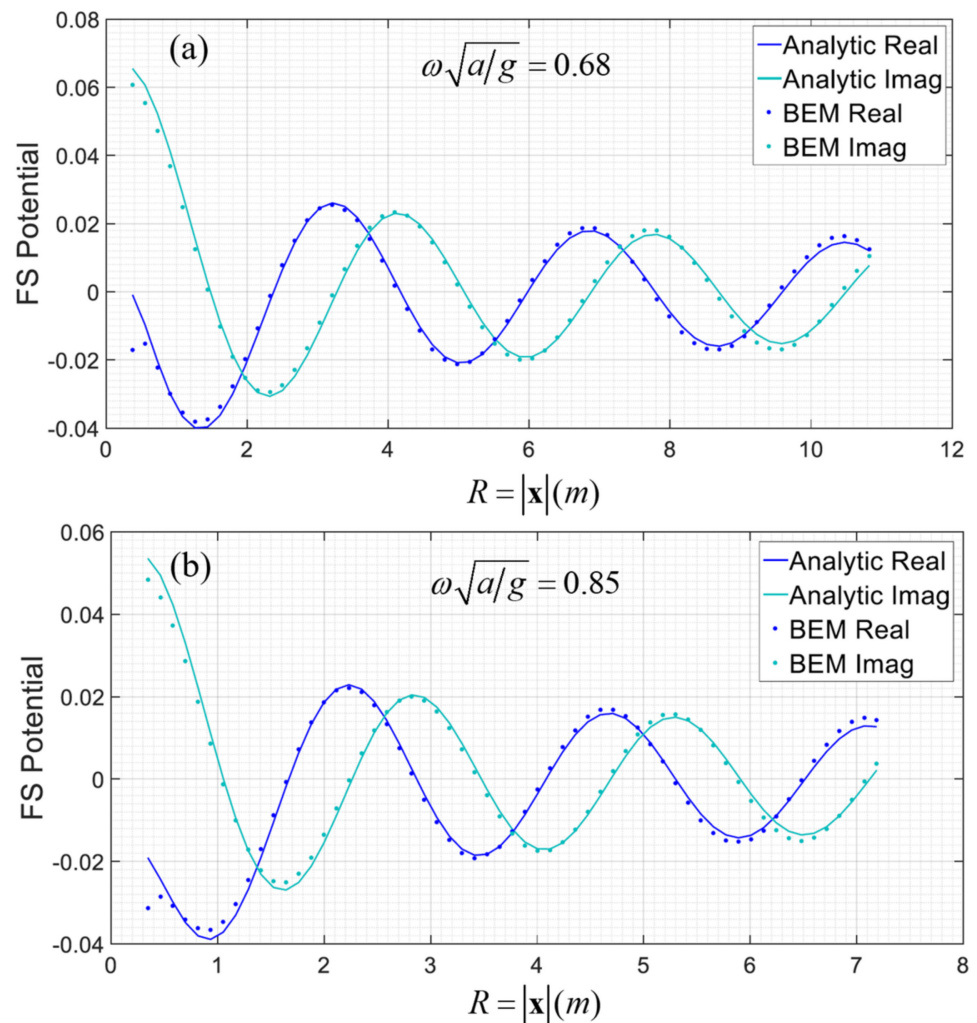 (a)
ω√a/g = 0.68
Analytic Real
Analytic Imag
BEM Real
BEM Imag
0.08
0.06
0.04
0.02
0
-0.02
-0.04
FS Potential
0 2 4 6 8 10 12
R = |x|(m)
(b)
ω√a/g = 0.85
Analytic Real
Analytic Imag
BEM Real
BEM Imag
0.06
0.04
0.02
0
-0.02
-0.04
FS Potential
0 1 2 3 4 5 6 7 8
R = |x|(m)